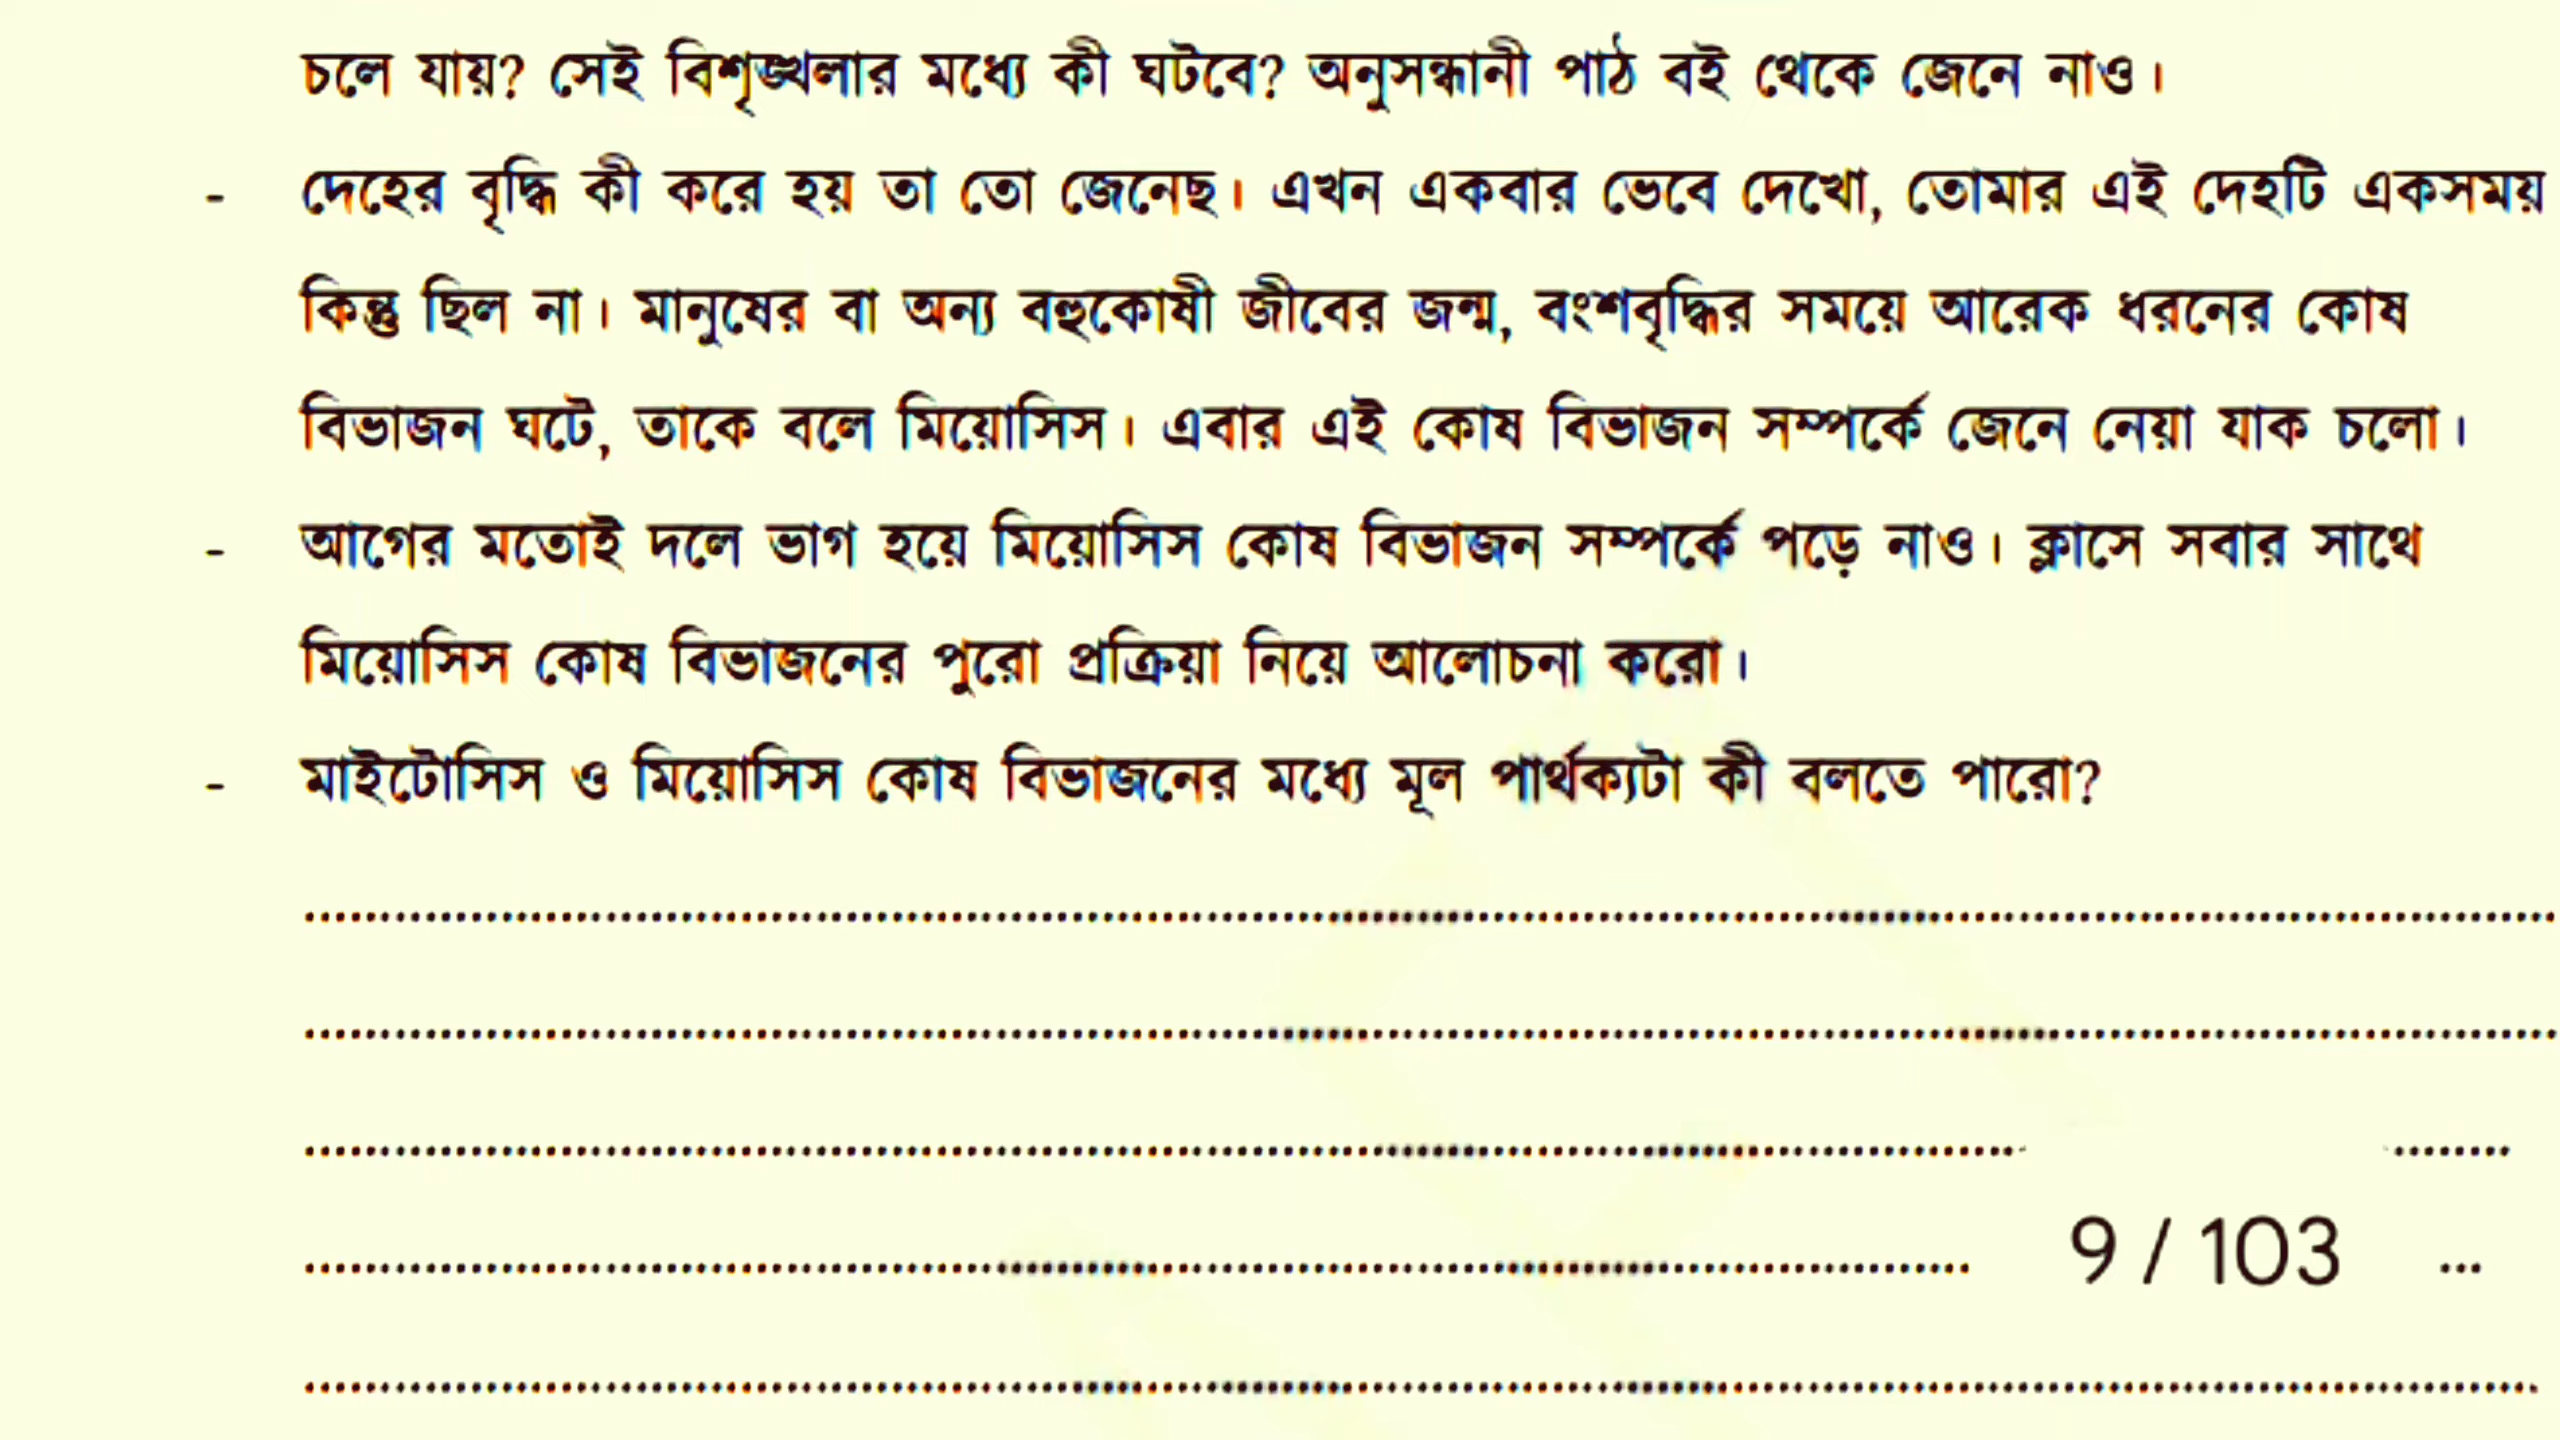 চলে যায়? সেই বিশৃঙ্খলার মধ্যে কী ঘটবে? অনুসন্ধানী পাঠ বই থেকে জেনে নাও।
- দেহের বৃদ্ধি কী করে হয় তা তো জেনেছ। এখন একবার ভেবে দেখো, তোমার এই দেহটি একসময়
কিন্তু ছিল না। মানুষের বা অন্য বহুকোষী জীবের জন্ম, বংশবৃদ্ধির সময়ে আরেক ধরনের কোষ
বিভাজন ঘটে, তাকে বলে মিয়োসিস। এবার এই কোষ বিভাজন সম্পর্কে জেনে নেয়া যাক চলো।
- আগের মতোই দলে ভাগ হয়ে মিয়োসিস কোষ বিভাজন সম্পর্কে পড়ে নাও। ক্লাসে সবার সাথে
মিয়োসিস কোষ বিভাজনের পুরো প্রক্রিয়া নিয়ে আলোচনা করো।
- মাইটোসিস ও মিয়োসিস কোষ বিভাজনের মধ্যে মূল পার্থক্যটা কী বলতে পারো?
9 / 103